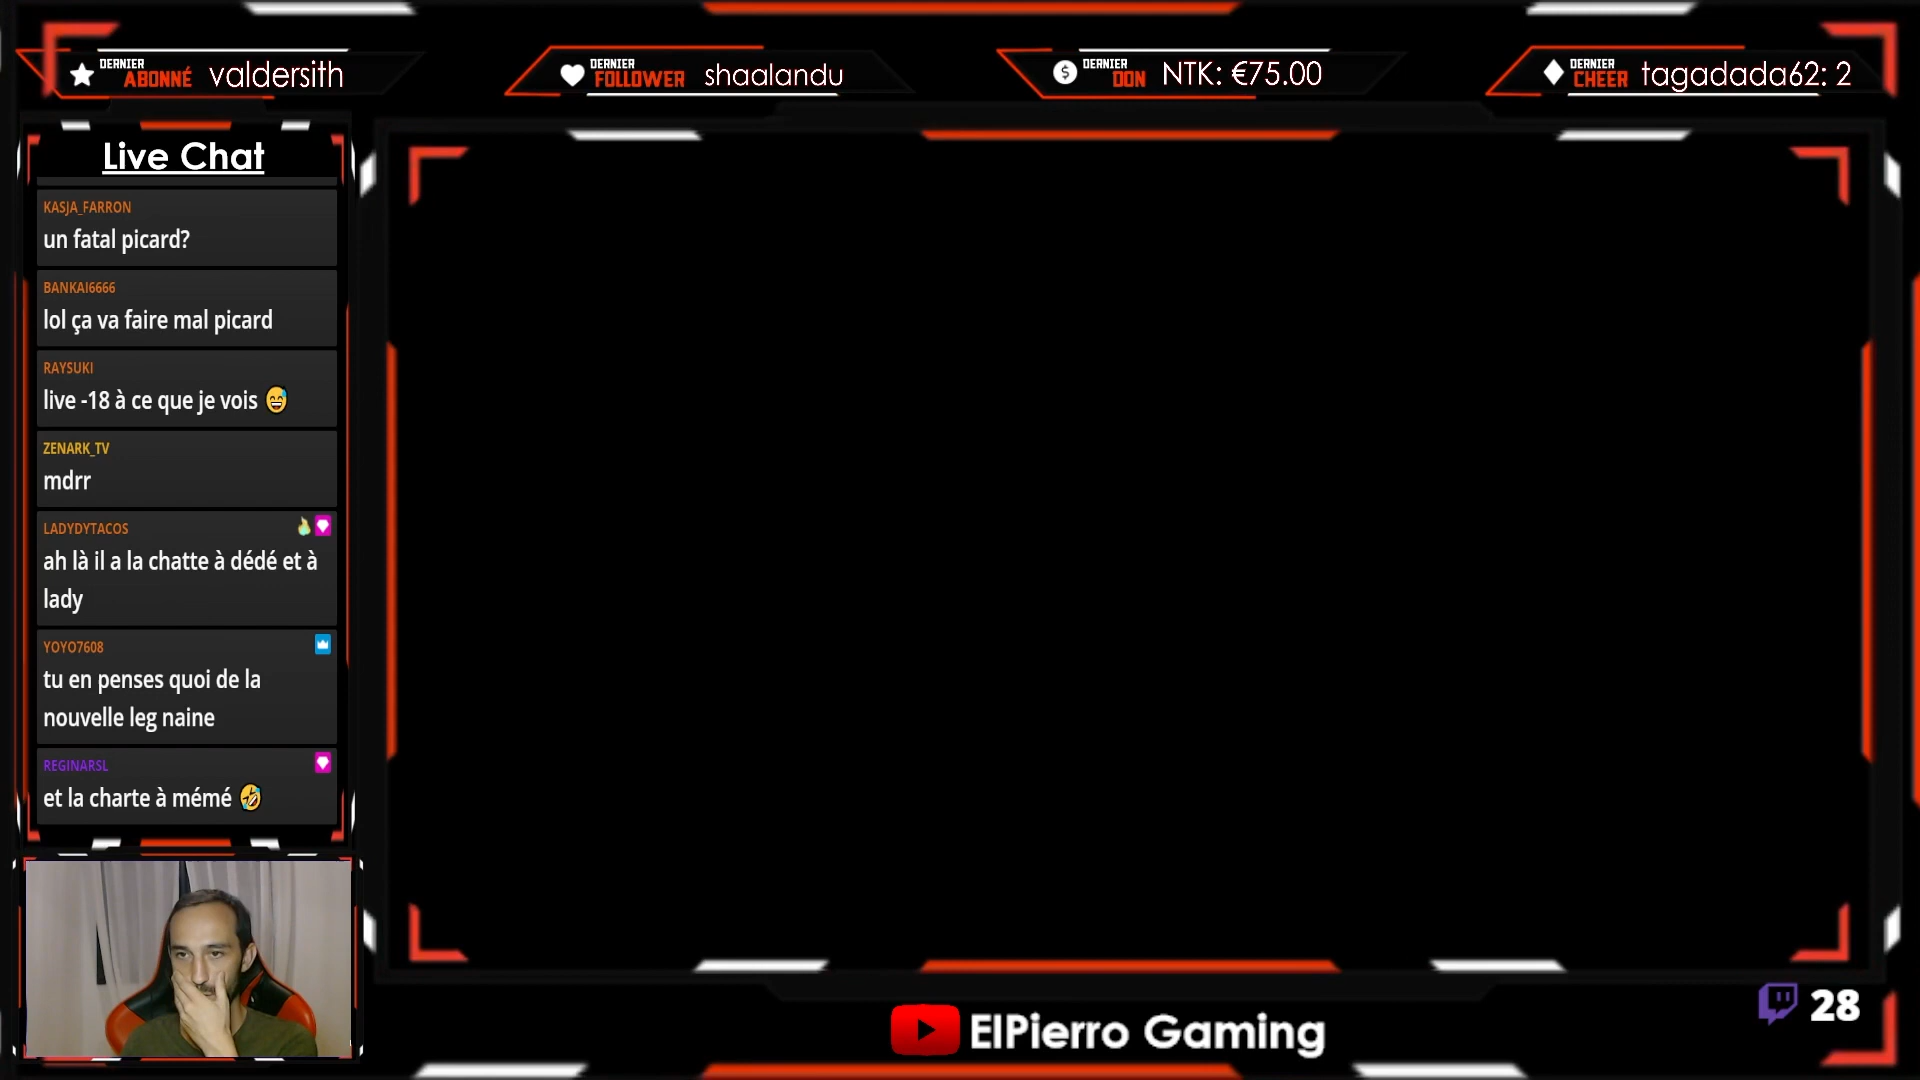 DERNIER
ABONNÉ valdersith
DERNIER
FOLLOWER shaalandu
DERNIER
DON NTK: €75.00
DERNIER
CHEER tagadada62: 2
Live Chat
KASJA_FARRON
un fatal picard?
BANKAI6666
lol ça va faire mal picard
RAYSUKI
live -18 à ce que je vois 😅
ZENARK_TV
mdrr
LADYDYTACOS
ah là il a la chatte à dédé et à
lady
YOYO7608
tu en penses quoi de la
nouvelle leg naine
REGINARSL
et la charte à mémé 🤣
ElPierro Gaming
28